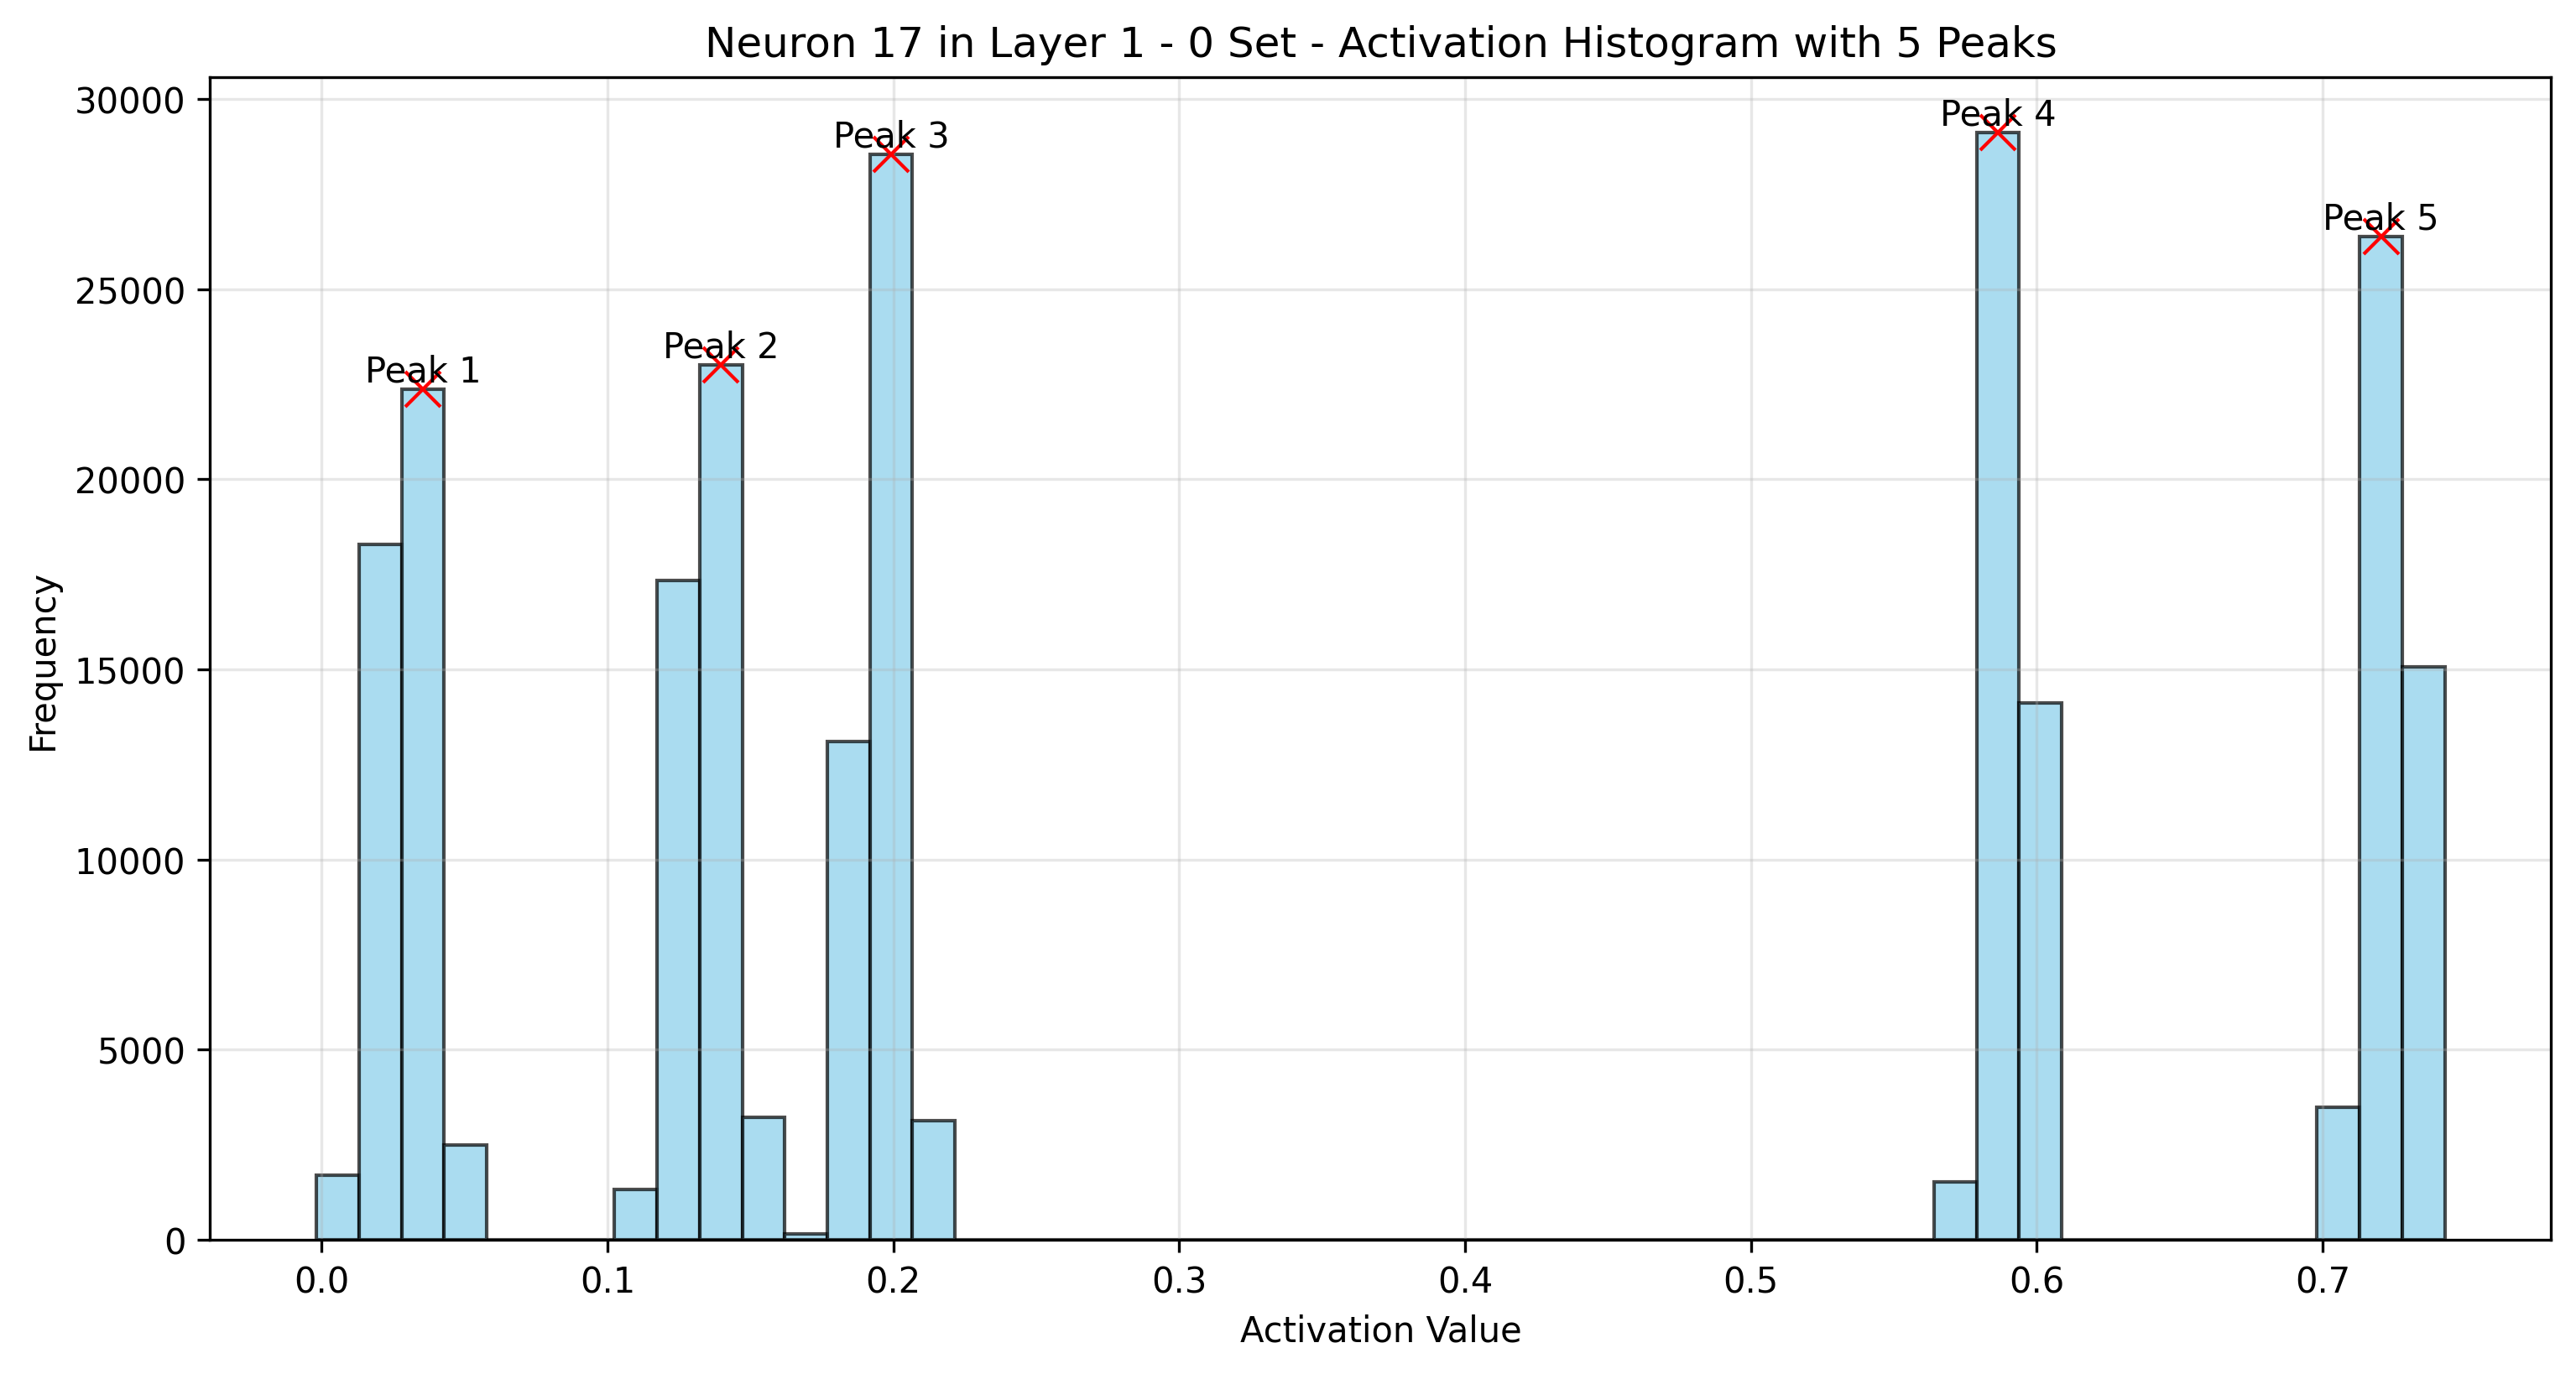 Neuron 17 in Layer 1 - 0 Set - Activation Histogram with 5 Peaks
30000
25000
20000
15000
10000
5000
0
Frequency
Peak 1
Peak 2
Peak 3
Peak 4
Peak 5
0.0 0.1 0.2 0.3 0.4 0.5 0.6 0.7
Activation Value